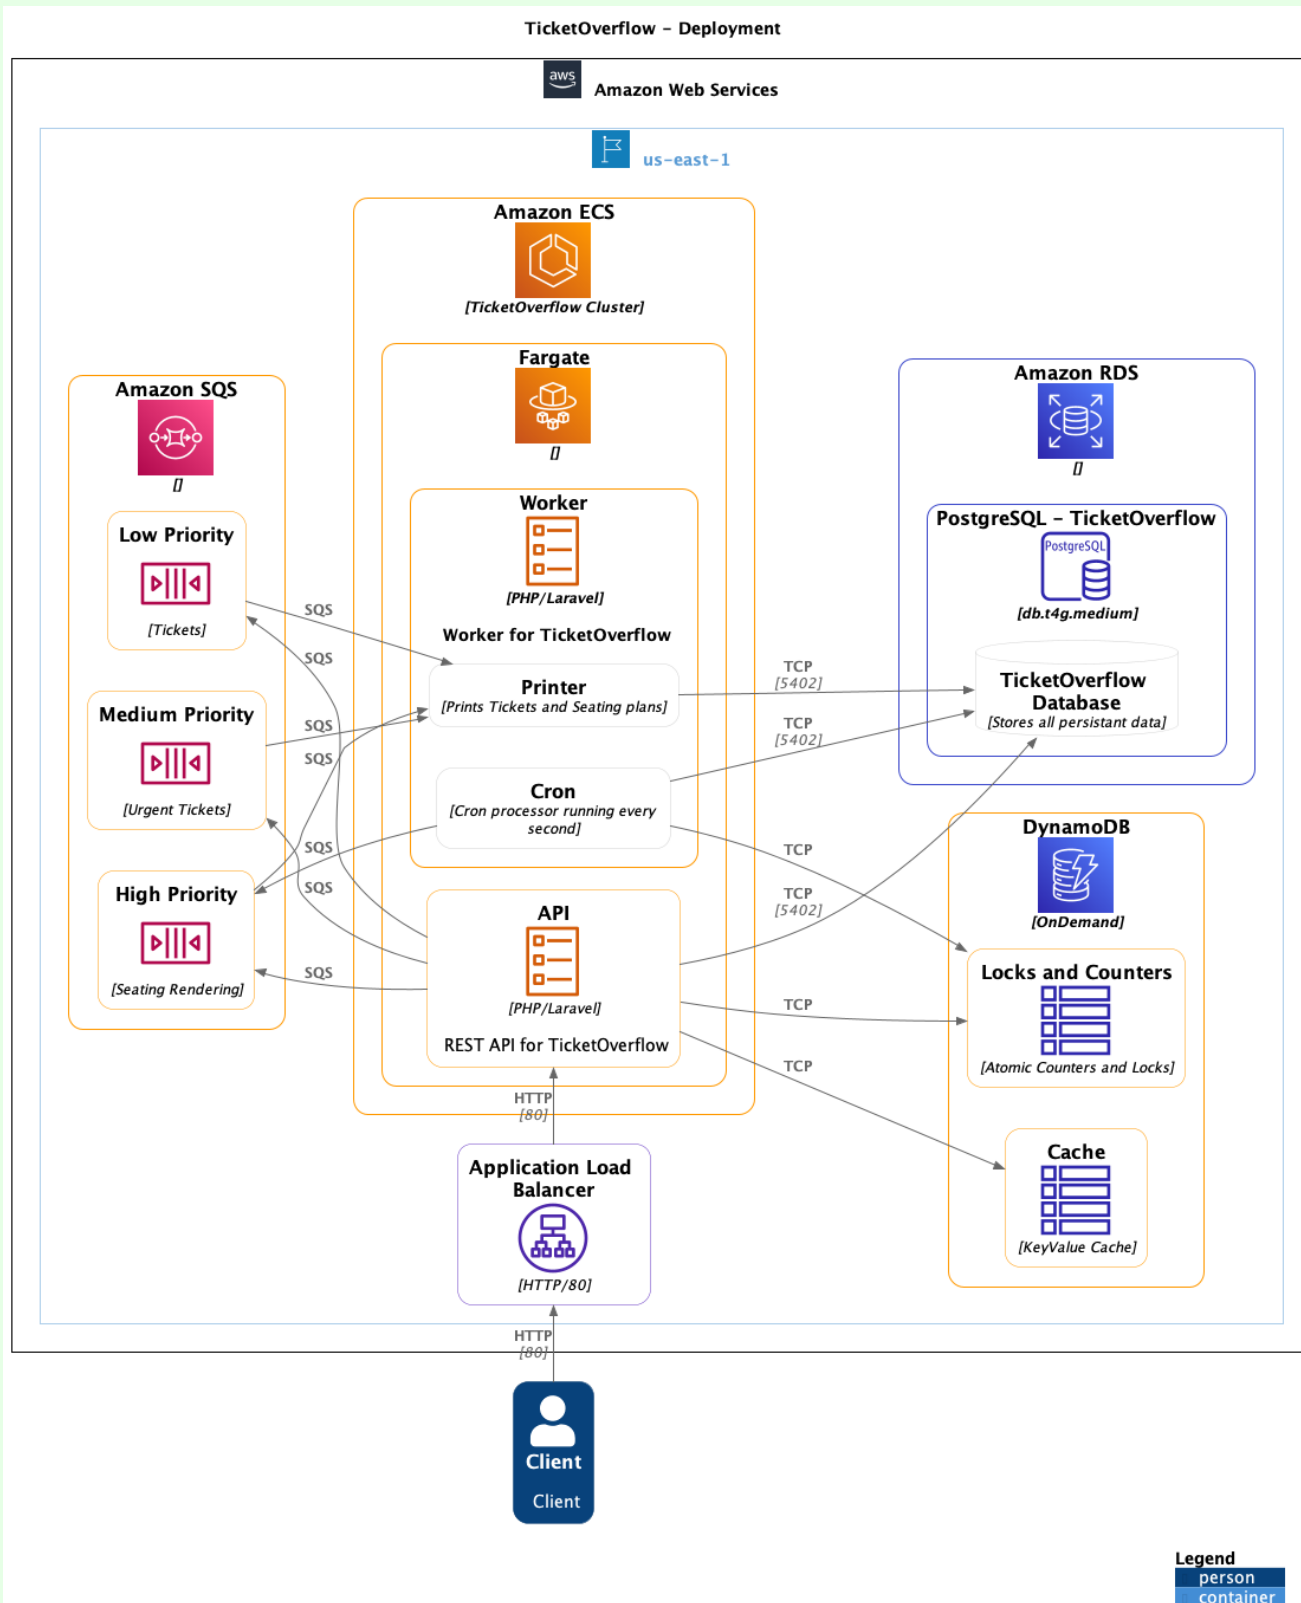 TicketOverflow - Deployment
aws
Amazon Web Services
us-east-1
Amazon ECS
[TicketOverflow Cluster]
Fargate
[]
Amazon SQS
[]
Low Priority
[Tickets]
Medium Priority
[Urgent Tickets]
High Priority
[Seating Rendering]
Worker
[PHP/Laravel]
Worker for TicketOverflow
Printer
[Prints Tickets and Seating plans]
Cron
[Cron processor running every
second]
API
[PHP/Laravel]
REST API for TicketOverflow
SQS
SQS
SQS
SQS
SQS
SQS
SQS
TCP
[5402]
TCP
[5402]
TCP
TCP
[5402]
TCP
TCP
Amazon RDS
[]
PostgreSQL - TicketOverflow
PostgreSQL
[db.t4g.medium]
TicketOverflow
Database
[Stores all persistant data]
DynamoDB
[OnDemand]
Locks and Counters
[Atomic Counters and Locks]
Cache
[KeyValue Cache]
HTTP
[80]
Application Load
Balancer
[HTTP/80]
HTTP
[80]
Client
Client
Legend
person
container